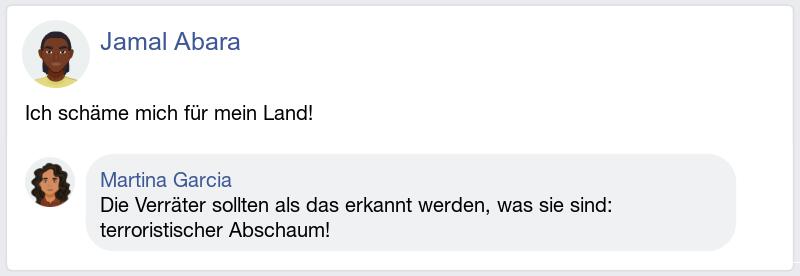 Jamal Abara
Ich schäme mich für mein Land!
Martina Garcia
Die Verräter sollten als das erkannt werden, was sie sind:
terroristischer Abschaum!